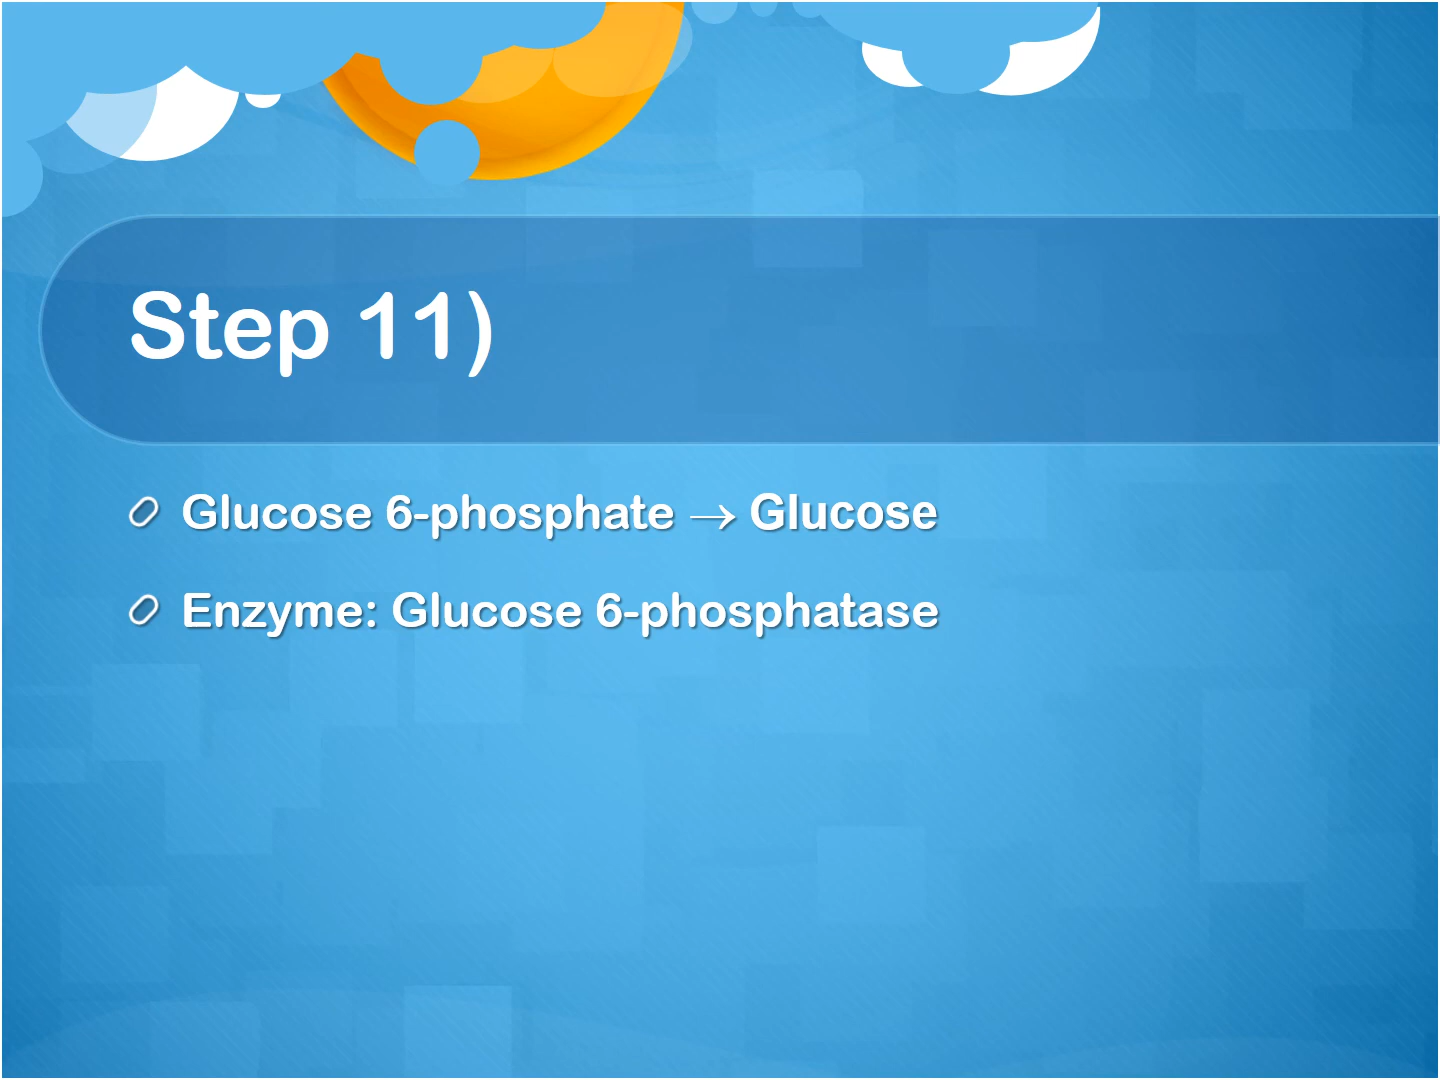 Step 11)
Glucose 6-phosphate → Glucose
Enzyme: Glucose 6-phosphatase